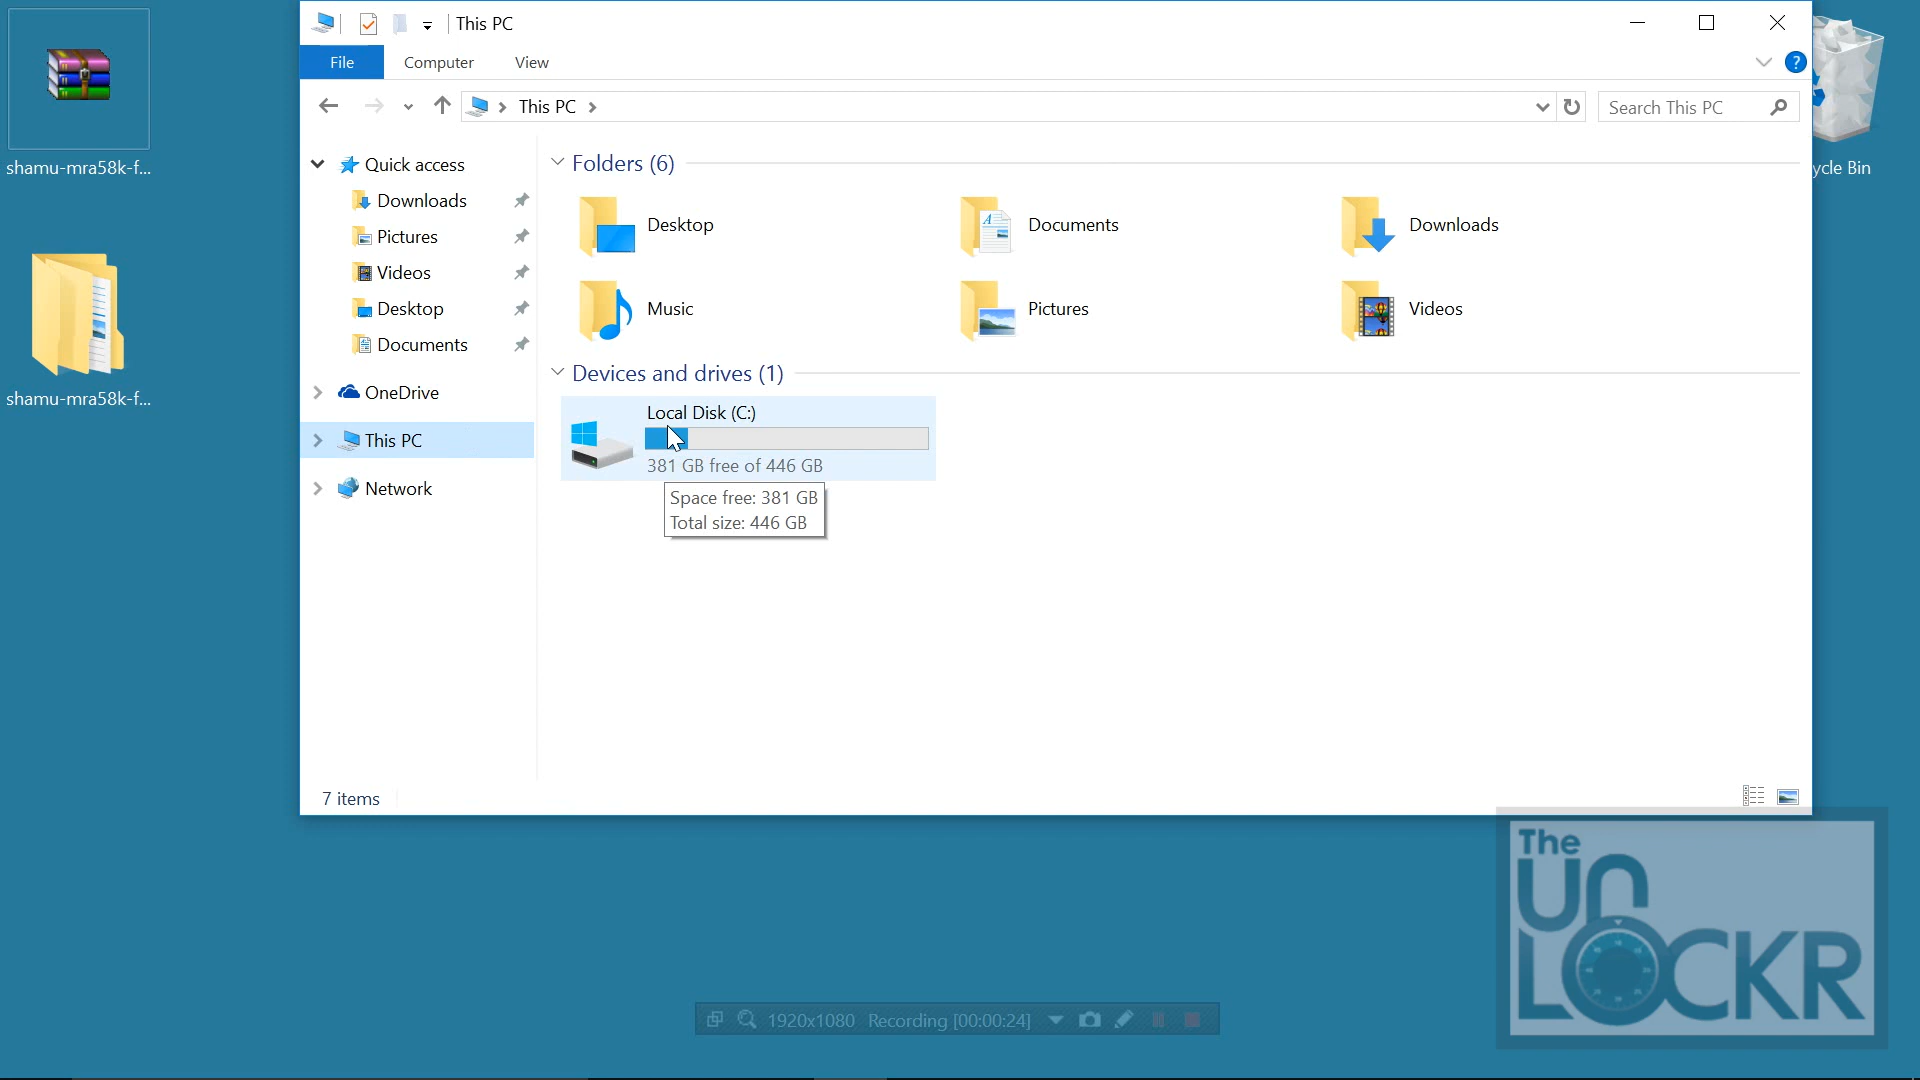 This PC
File Computer View
?
This PC
Search This PC
shamu-mra58k-f...
shamu-mra58k-f...
ycle Bin
Quick access
Downloads
Pictures
Videos
Desktop
Documents
OneDrive
This PC
Network
Folders (6)
Desktop
Documents
Downloads
Music
Pictures
Videos
Devices and drives (1)
Local Disk (C:)
381 GB free of 446 GB
Space free: 381 GB
Total size: 446 GB
7 items
1920x1080 Recording [00:00:24]
The
UN
LOCKR